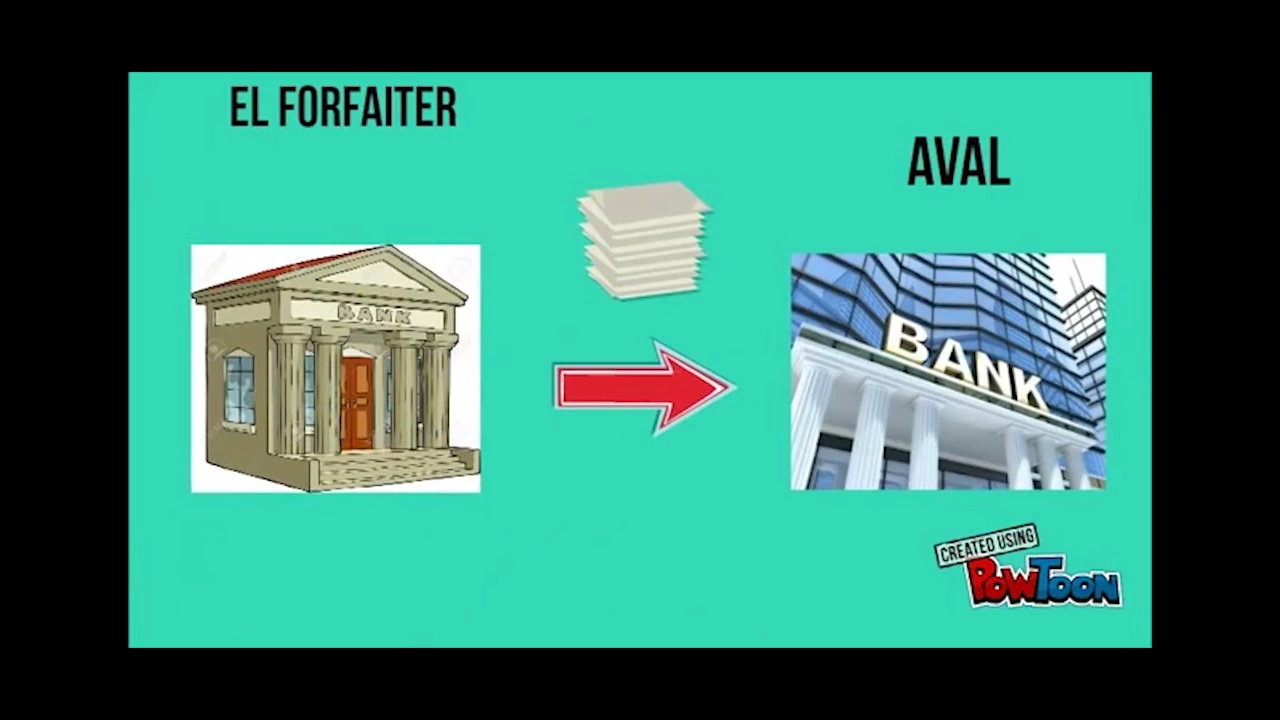 EL FORFAITER
AVAL
BANK
BANK
CREATED USING
POWTOON